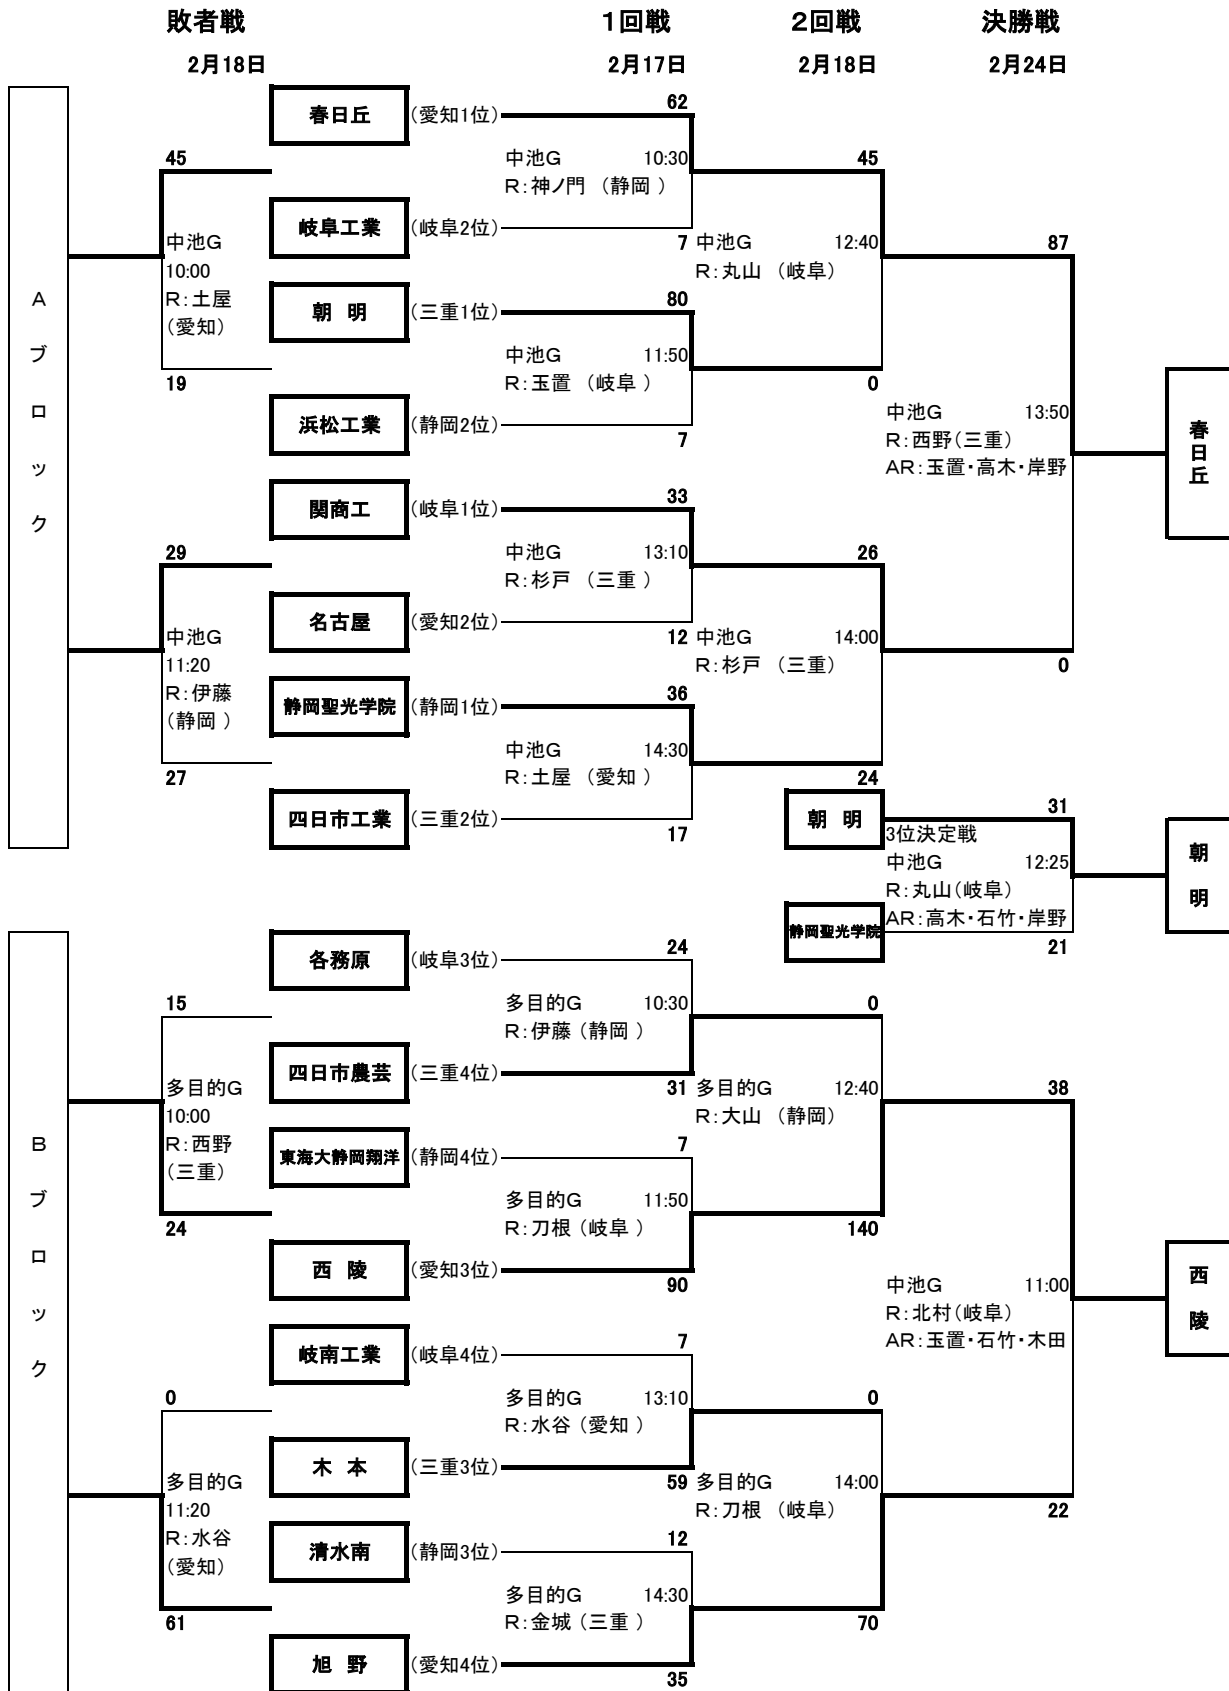 敗者戦 1回戦 2回戦 決勝戦
2月18日 2月17日 2月18日 2月24日
Aブロック
春日丘 (愛知1位) 62
中池G 10:30
R:神ノ門 (静岡 )
岐阜工業 (岐阜2位) 7
朝 明 (三重1位) 80
中池G 11:50
R:玉置 (岐阜 )
浜松工業 (静岡2位) 7
関商工 (岐阜1位) 33
中池G 13:10
R:杉戸 (三重 )
名古屋 (愛知2位) 12
静岡聖光学院 (静岡1位) 36
中池G 14:30
R:土屋 (愛知 )
四日市工業 (三重2位) 17
45
中池G
10:00
R:土屋
(愛知)
19
29
中池G
11:20
R:伊藤
(静岡 )
27
45
中池G 12:40
R:丸山 (岐阜)
0
26
中池G 14:00
R:杉戸 (三重)
24
87
中池G 13:50
R:西野(三重)
AR:玉置・高木・岸野
0
春日丘
朝 明 31
3位決定戦
中池G 12:25
R:丸山(岐阜)
AR:高木・石竹・岸野
静岡聖光学院 21
朝 明
Bブロック
各務原 (岐阜3位) 24
多目的G 10:30
R:伊藤 (静岡 )
四日市農芸 (三重4位) 31
東海大静岡翔洋 (静岡4位) 7
多目的G 11:50
R:刀根 (岐阜 )
西 陵 (愛知3位) 90
岐南工業 (岐阜4位) 7
多目的G 13:10
R:水谷 (愛知 )
木 本 (三重3位) 59
清水南 (静岡3位) 12
多目的G 14:30
R:金城 (三重 )
旭 野 (愛知4位) 35
15
多目的G
10:00
R:西野
(三重)
24
0
多目的G
11:20
R:水谷
(愛知)
61
0
多目的G 12:40
R:大山 (静岡)
140
0
多目的G 14:00
R:刀根 (岐阜)
70
38
中池G 11:00
R:北村(岐阜)
AR:玉置・石竹・木田
22
西 陵